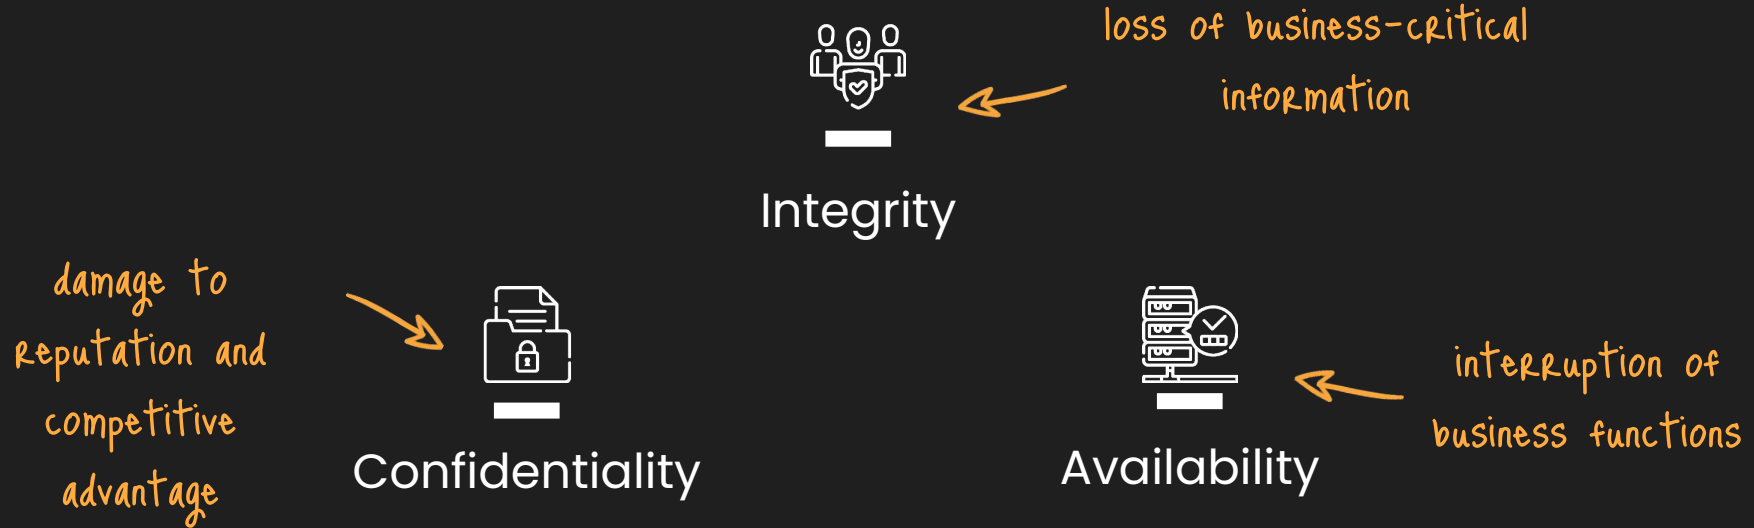 loss of business-critical
information
Integrity
damage to
reputation and
competitive
advantage
Confidentiality
interruption of
business functions
Availability